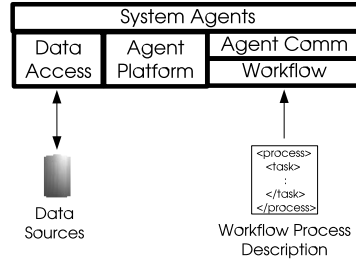 System Agents
Data
Access
Agent
Platform
Agent Comm
Workflow
<process>
<task>
:
</task>
</process>
Data
Sources
Workflow Process
Description